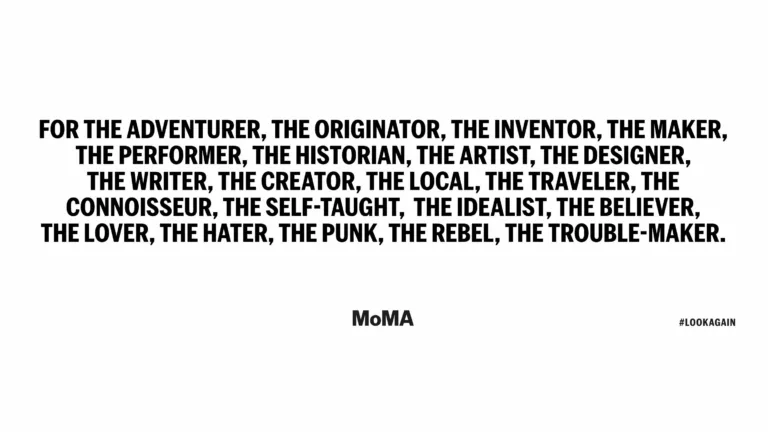 FOR THE ADVENTURER, THE ORIGINATOR, THE INVENTOR, THE MAKER,
THE PERFORMER, THE HISTORIAN, THE ARTIST, THE DESIGNER,
THE WRITER, THE CREATOR, THE LOCAL, THE TRAVELER, THE
CONNOISSEUR, THE SELF-TAUGHT, THE IDEALIST, THE BELIEVER,
THE LOVER, THE HATER, THE PUNK, THE REBEL, THE TROUBLE-MAKER.
MoMA
#LOOKAGAIN